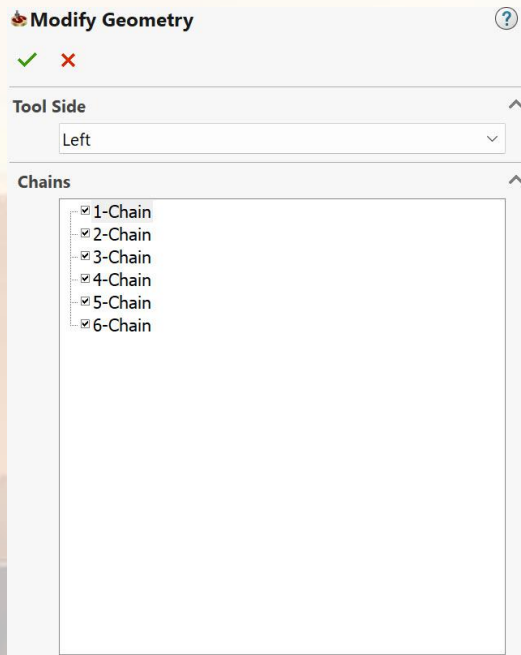 Modify Geometry
?
Tool Side
Left
Chains
1-Chain
2-Chain
3-Chain
4-Chain
5-Chain
6-Chain